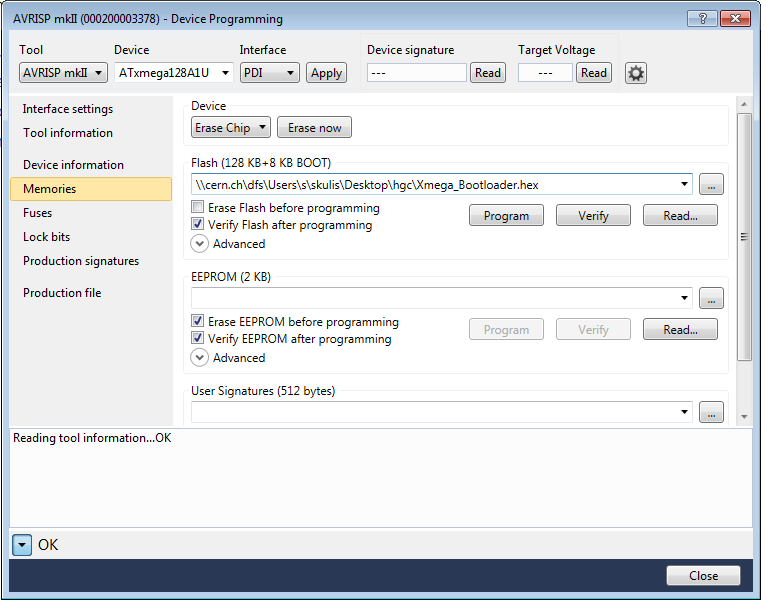 AVRISP mkII (000200003378) - Device Programming
Tool Device Interface Device signature Target Voltage
AVRISP mkII ATxmega128A1U PDI Apply --- Read --- Read
Interface settings
Tool information
Device information
Memories
Fuses
Lock bits
Production signatures
Production file
Device
Erase Chip Erase now
Flash (128 KB+8 KB BOOT)
\\cern.ch\dfs\Users\s\skulis\Desktop\hgc\Xmega_Bootloader.hex ...
Erase Flash before programming
Verify Flash after programming
Program Verify Read...
Advanced
EEPROM (2 KB)
...
Erase EEPROM before programming
Verify EEPROM after programming
Program Verify Read...
Advanced
User Signatures (512 bytes)
...
Reading tool information...OK
OK
Close